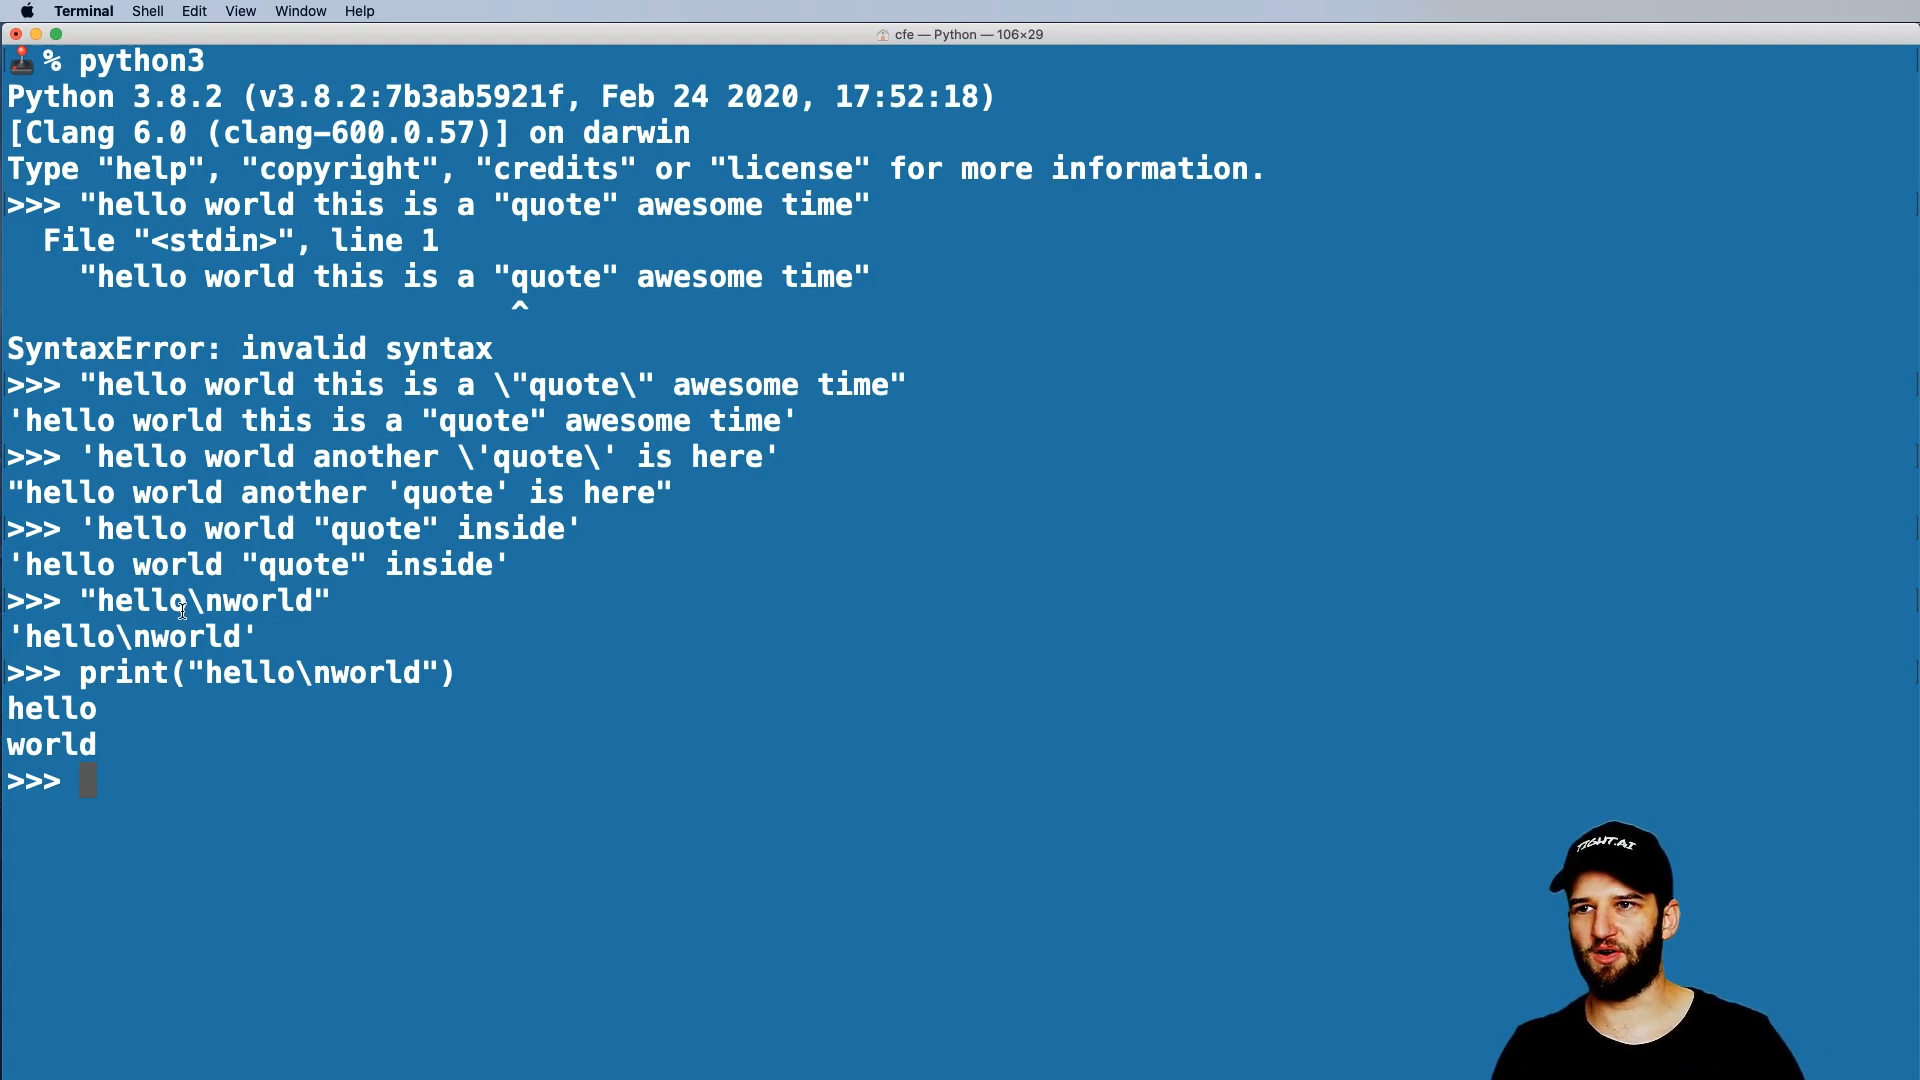 Terminal Shell Edit View Window Help
cfe — Python — 106×29
% python3
Python 3.8.2 (v3.8.2:7b3ab5921f, Feb 24 2020, 17:52:18)
[Clang 6.0 (clang-600.0.57)] on darwin
Type "help", "copyright", "credits" or "license" for more information.
>>> "hello world this is a "quote" awesome time"
  File "<stdin>", line 1
    "hello world this is a "quote" awesome time"
                            ^
SyntaxError: invalid syntax
>>> "hello world this is a \"quote\" awesome time"
'hello world this is a "quote" awesome time'
>>> 'hello world another \'quote\' is here'
"hello world another 'quote' is here"
>>> 'hello world "quote" inside'
'hello world "quote" inside'
>>> "hello\nworld"
'hello\nworld'
>>> print("hello\nworld")
hello
world
>>>
TIGHT.AI